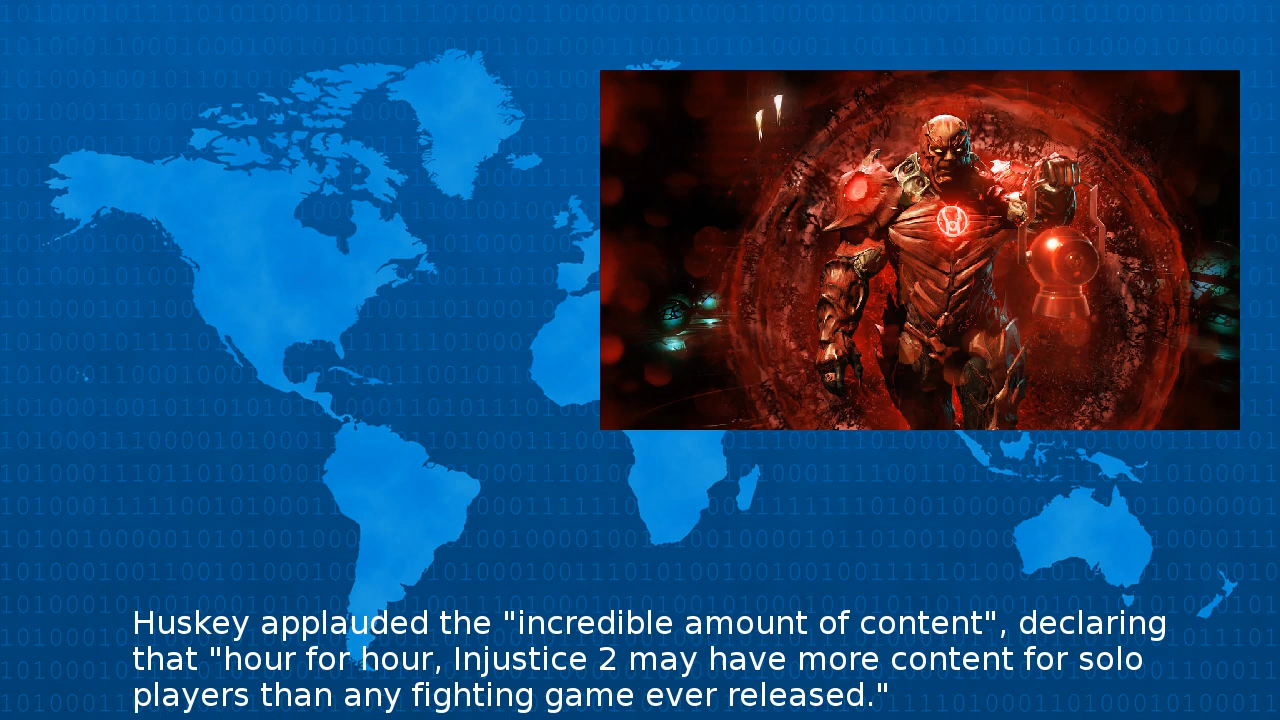 Huskey applauded the "incredible amount of content", declaring
that "hour for hour, Injustice 2 may have more content for solo
players than any fighting game ever released."